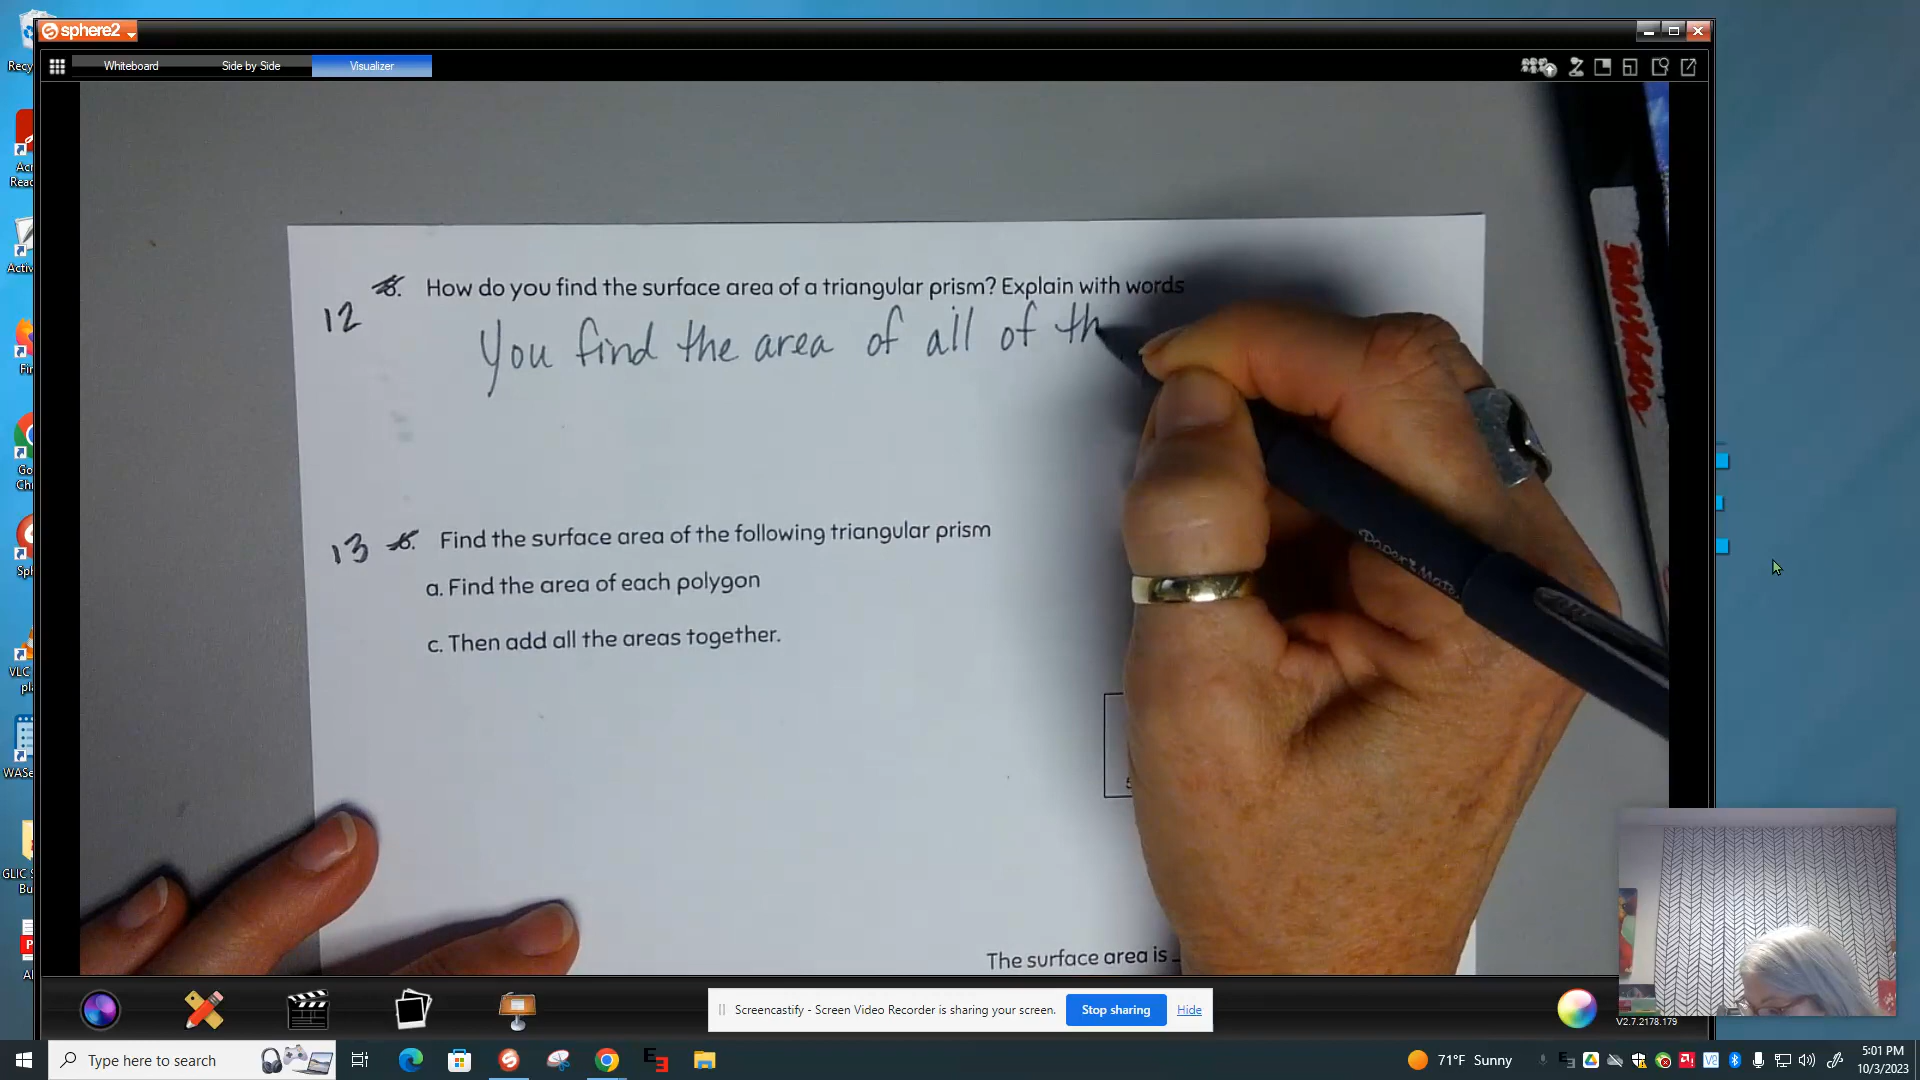 sphere2
Whiteboard
Side by Side
Visualizer
12 How do you find the surface area of a triangular prism? Explain with words
You find the area of all of th
13 Find the surface area of the following triangular prism
a. Find the area of each polygon
c. Then add all the areas together.
The surface area is
Screencastify - Screen Video Recorder is sharing your screen.
Stop sharing
Hide
V2.7.2178.179
Type here to search
71°F Sunny
5:01 PM
10/3/2023